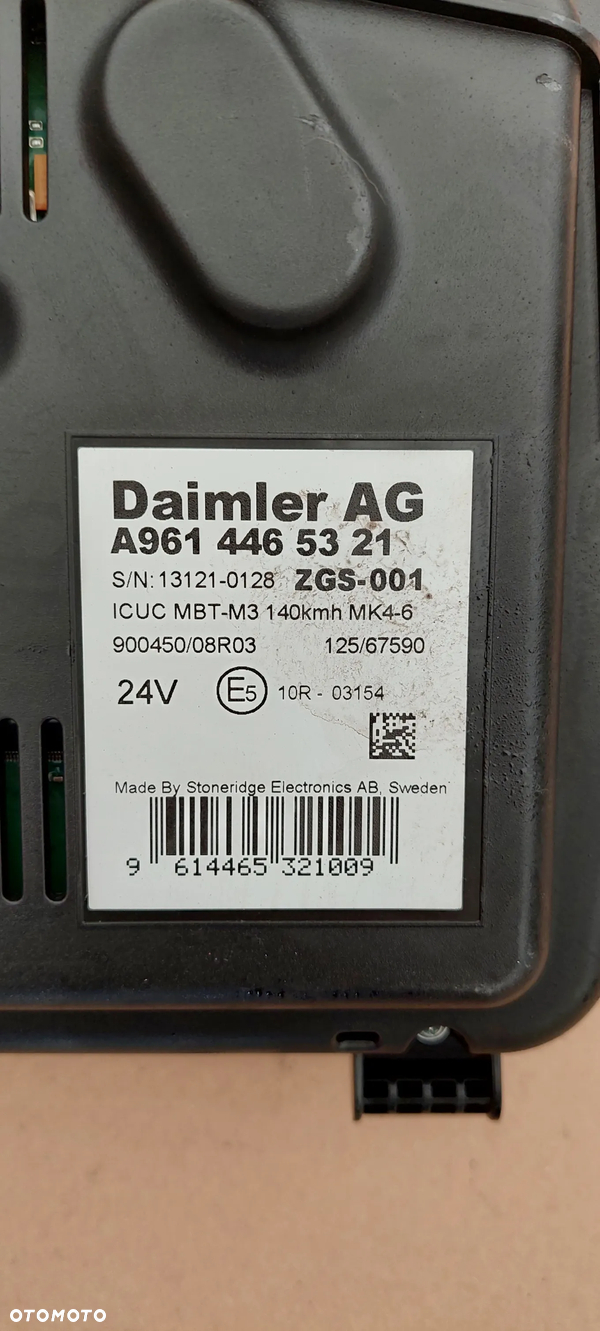 Daimler AG
A961 446 53 21
S/N: 13121-0128 ZGS-001
ICUC MBT-M3 140kmh MK4-6
900450/08R03 125/67590
24V E5 10R - 03154
Made By Stoneridge Electronics AB, Sweden
9 614465 321009
OTOMOTO